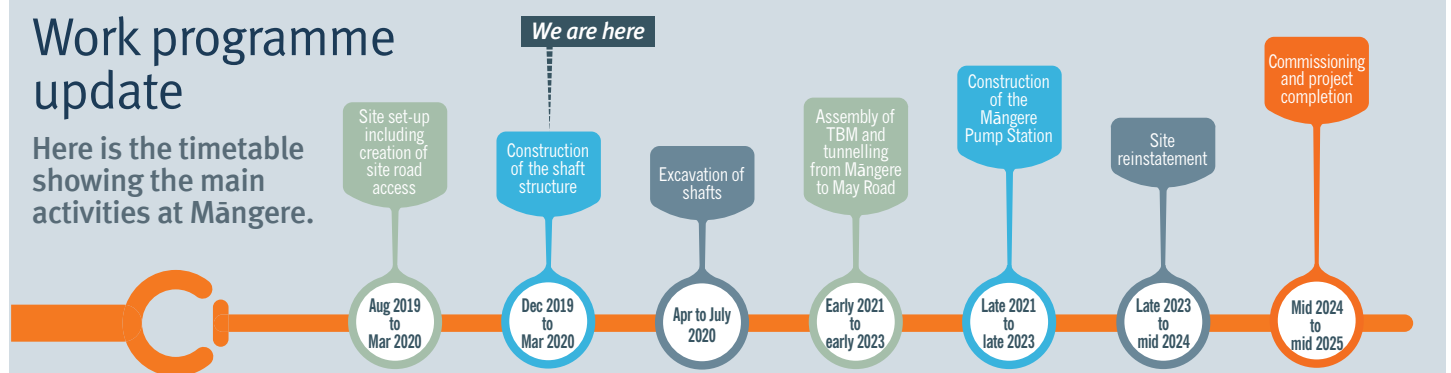 Work programme
update
Here is the timetable
showing the main
activities at Māngere.
We are here
Site set-up
including
creation of
site road
access
Aug 2019
to
Mar 2020
Construction
of the shaft
structure
Dec 2019
to
Mar 2020
Excavation of
shafts
Apr to July
2020
Assembly of
TBM and
tunnelling
from Māngere
to May Road
Early 2021
to
early 2023
Construction
of the
Māngere
Pump Station
Late 2021
to
late 2023
Site
reinstatement
Late 2023
to
mid 2024
Commissioning
and project
completion
Mid 2024
to
mid 2025